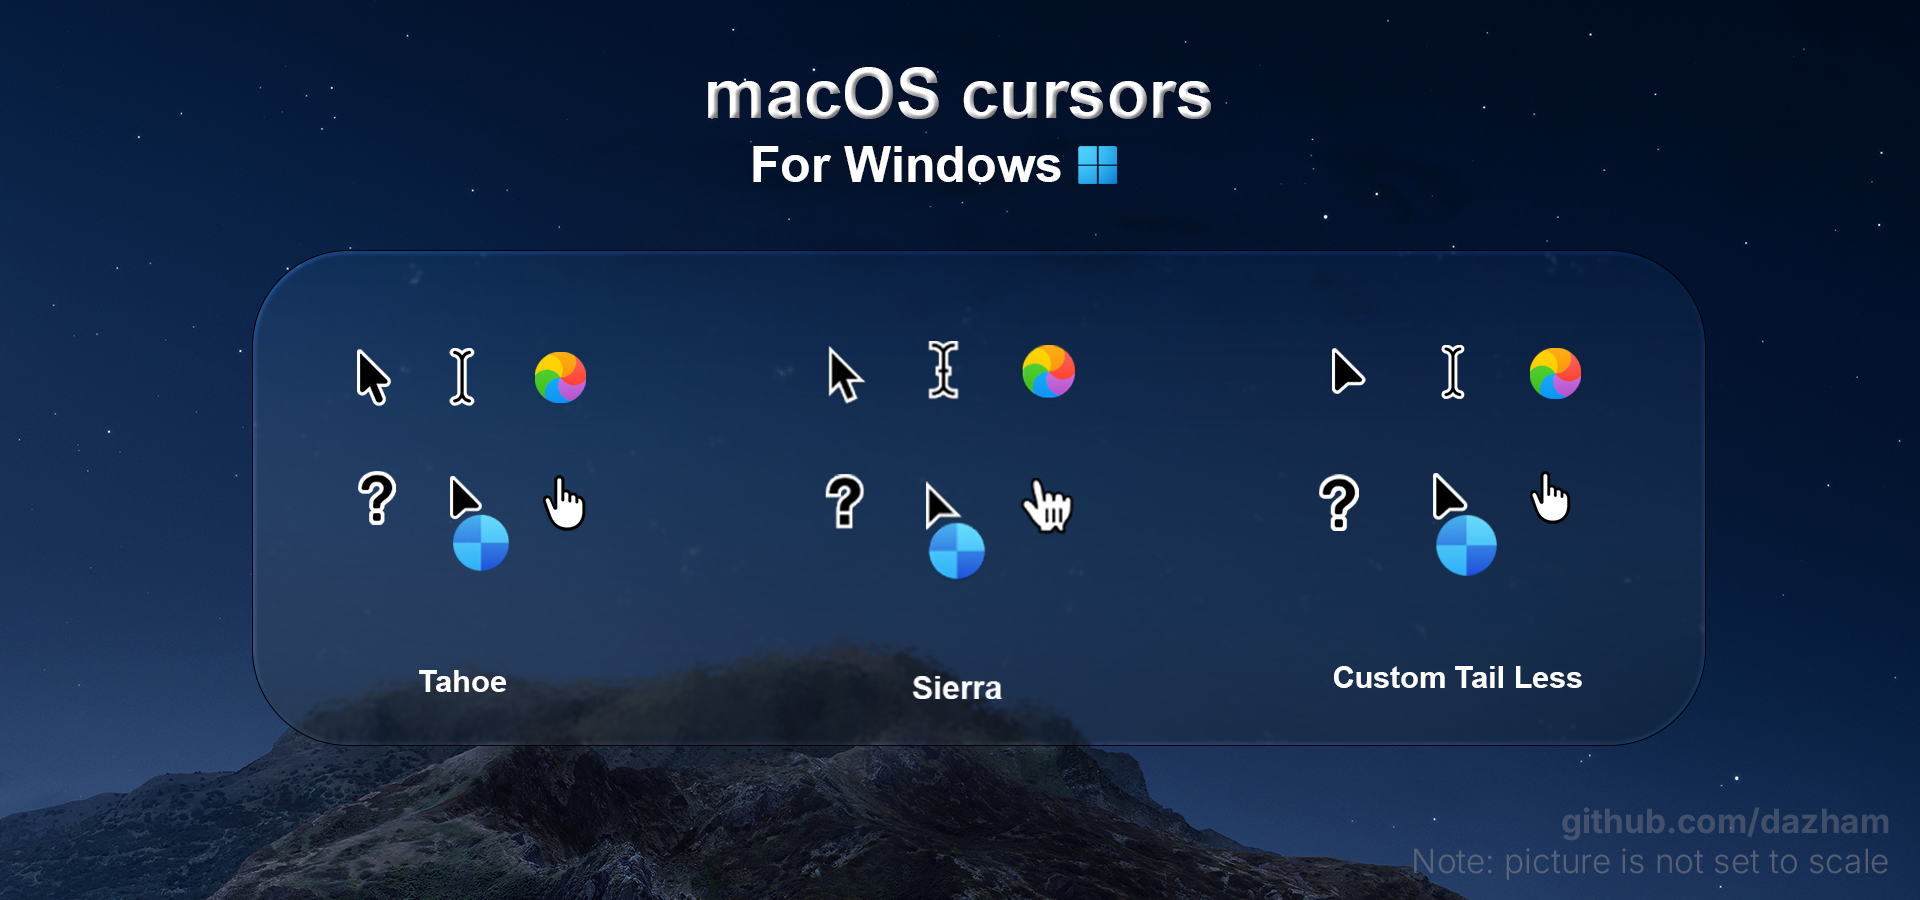 macOS cursors
For Windows
Tahoe
Sierra
Custom Tail Less
github.com/dazham
Note: picture is not set to scale